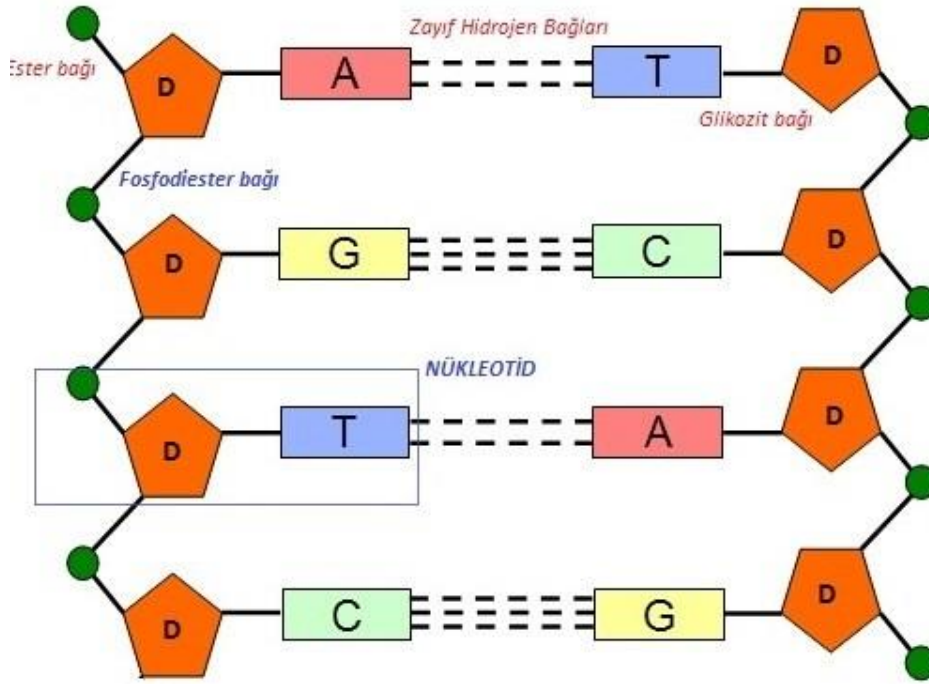 Zayıf Hidrojen Bağları
Ester bağı
D A T D
Glikozit bağı
Fosfodiester bağı
D G C D
NÜKLEOTİD
D T A D
D C G D